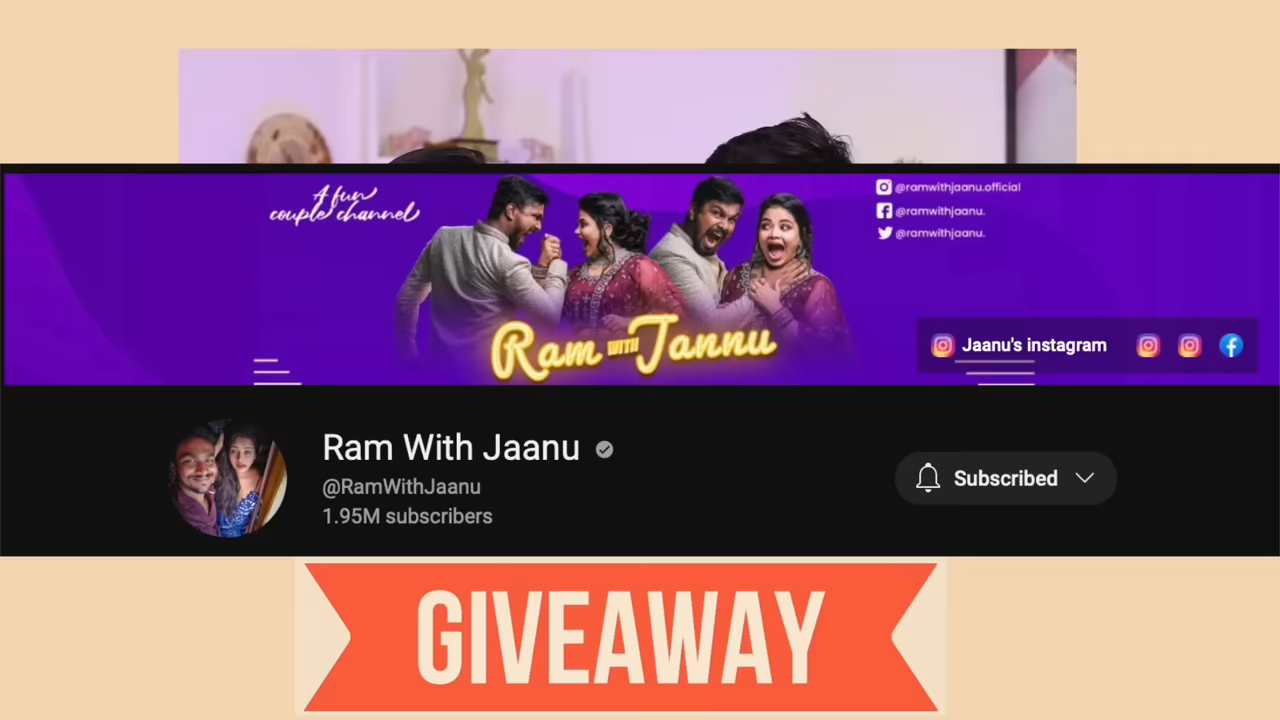 A fun
couple channel
@ramwithjaanu.official
@ramwithjaanu.
@ramwithjaanu.
Ram WITH Jannu
Jaanu's instagram
Ram With Jaanu
@RamWithJaanu
1.95M subscribers
Subscribed
GIVEAWAY